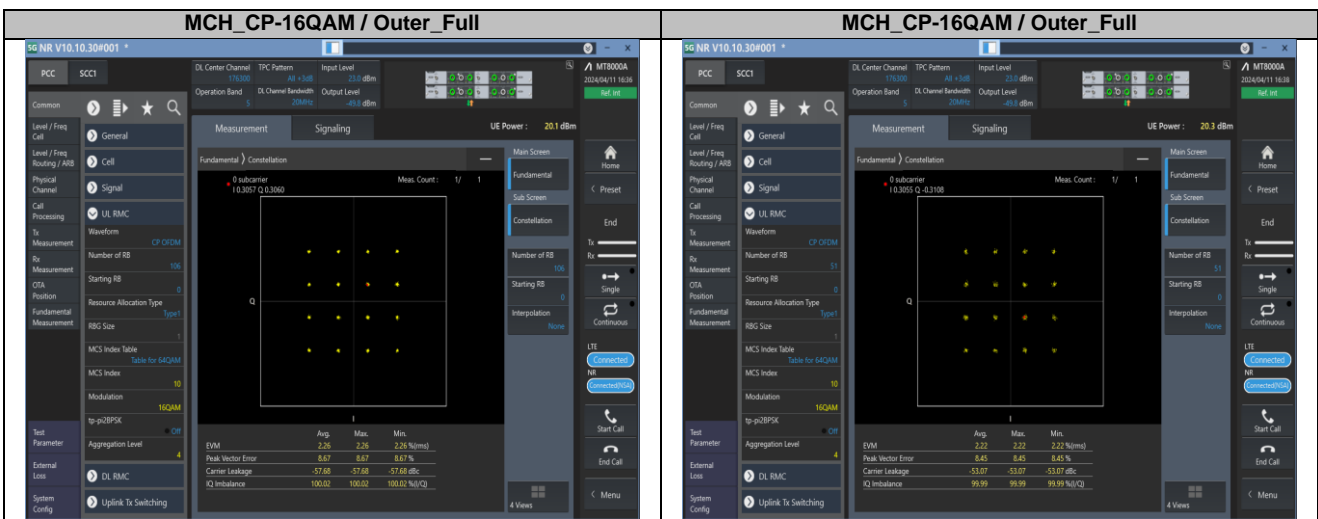 MCH_CP-16QAM / Outer_Full
5G NR V10.10.30#001 *
PCC SCC1
DL Center Channel TPC Pattern Input Level
176300 All +3dB 23.0 dBm
Operation Band DL Channel Bandwidth Output Level
5 20MHz -49.8 dBm
MT8000A
2024/04/11 16:36
Ref. Int
Common
Level / Freq
Cell
Level / Freq
Routing / ARB
Physical
Channel
Call
Processing
Tx
Measurement
Rx
Measurement
OTA
Position
Fundamental
Measurement
Test
Parameter
External
Loss
System
Config
General
Cell
Signal
UL RMC
Waveform
CP OFDM
Number of RB
106
Starting RB
0
Resource Allocation Type
Type1
RBG Size
1
MCS Index Table
Table for 64QAM
MCS Index
10
Modulation
16QAM
tp-pi2BPSK
Off
Aggregation Level
4
DL RMC
Uplink Tx Switching
Measurement Signaling
UE Power : 20.1 dBm
Fundamental Constellation
0 subcarrier Meas. Count : 1/ 1
I 0.3057 Q 0.3060
Q
I
Avg. Max. Min.
EVM 2.26 2.26 2.26 %(rms)
Peak Vector Error 8.67 8.67 8.67 %
Carrier Leakage -57.68 -57.68 -57.68 dBc
IQ Imbalance 100.02 100.02 100.02 %(I/Q)
Main Screen
Fundamental
Sub Screen
Constellation
Number of RB
106
Starting RB
0
Interpolation
None
4 Views
Home
Preset
End
Tx
Rx
Single
Continuous
LTE
Connected
NR
Connected(NSA)
Start Call
End Call
Menu
MCH_CP-16QAM / Outer_Full
5G NR V10.10.30#001 *
PCC SCC1
DL Center Channel TPC Pattern Input Level
176300 All +3dB 23.0 dBm
Operation Band DL Channel Bandwidth Output Level
5 20MHz -49.8 dBm
MT8000A
2024/04/11 16:38
Ref. Int
Common
Level / Freq
Cell
Level / Freq
Routing / ARB
Physical
Channel
Call
Processing
Tx
Measurement
Rx
Measurement
OTA
Position
Fundamental
Measurement
Test
Parameter
External
Loss
System
Config
General
Cell
Signal
UL RMC
Waveform
CP OFDM
Number of RB
51
Starting RB
0
Resource Allocation Type
Type1
RBG Size
1
MCS Index Table
Table for 64QAM
MCS Index
10
Modulation
16QAM
tp-pi2BPSK
Off
Aggregation Level
4
DL RMC
Uplink Tx Switching
Measurement Signaling
UE Power : 20.3 dBm
Fundamental Constellation
0 subcarrier Meas. Count : 1/ 1
I 0.3055 Q -0.3108
Q
I
Avg. Max. Min.
EVM 2.22 2.22 2.22 %(rms)
Peak Vector Error 8.45 8.45 8.45 %
Carrier Leakage -53.07 -53.07 -53.07 dBc
IQ Imbalance 99.99 99.99 99.99 %(I/Q)
Main Screen
Fundamental
Sub Screen
Constellation
Number of RB
51
Starting RB
0
Interpolation
None
4 Views
Home
Preset
End
Tx
Rx
Single
Continuous
LTE
Connected
NR
Connected(NSA)
Start Call
End Call
Menu